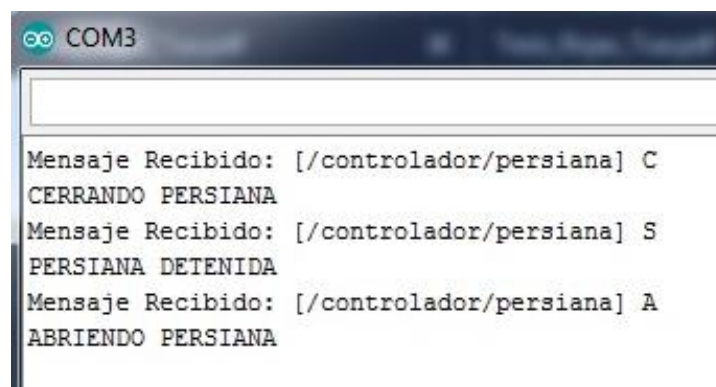 COM3
Mensaje Recibido: [/controlador/persiana] C
CERRANDO PERSIANA
Mensaje Recibido: [/controlador/persiana] S
PERSIANA DETENIDA
Mensaje Recibido: [/controlador/persiana] A
ABRIENDO PERSIANA